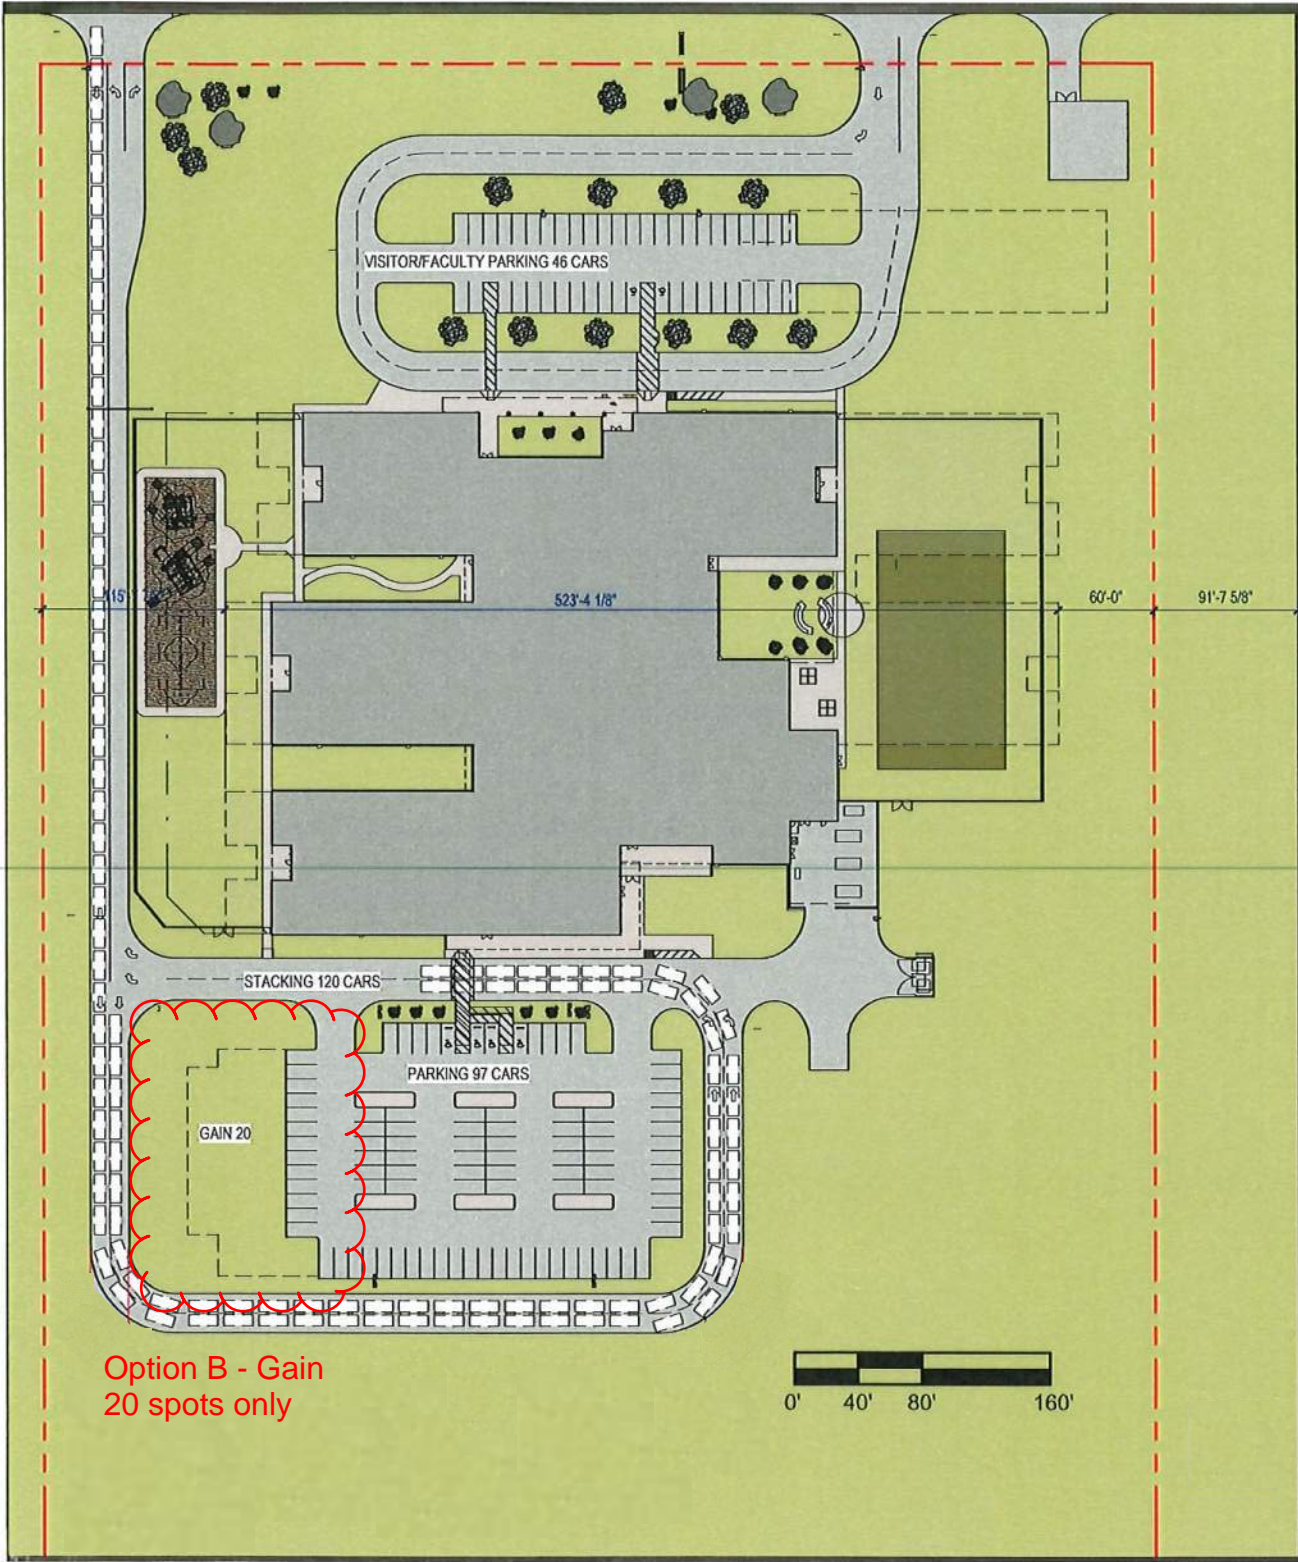 VISITOR/FACULTY PARKING 46 CARS
523'-4 1/8"
60'-0"
91'-7 5/8"
STACKING 120 CARS
PARKING 97 CARS
GAIN 20
Option B - Gain
20 spots only
0' 40' 80' 160'